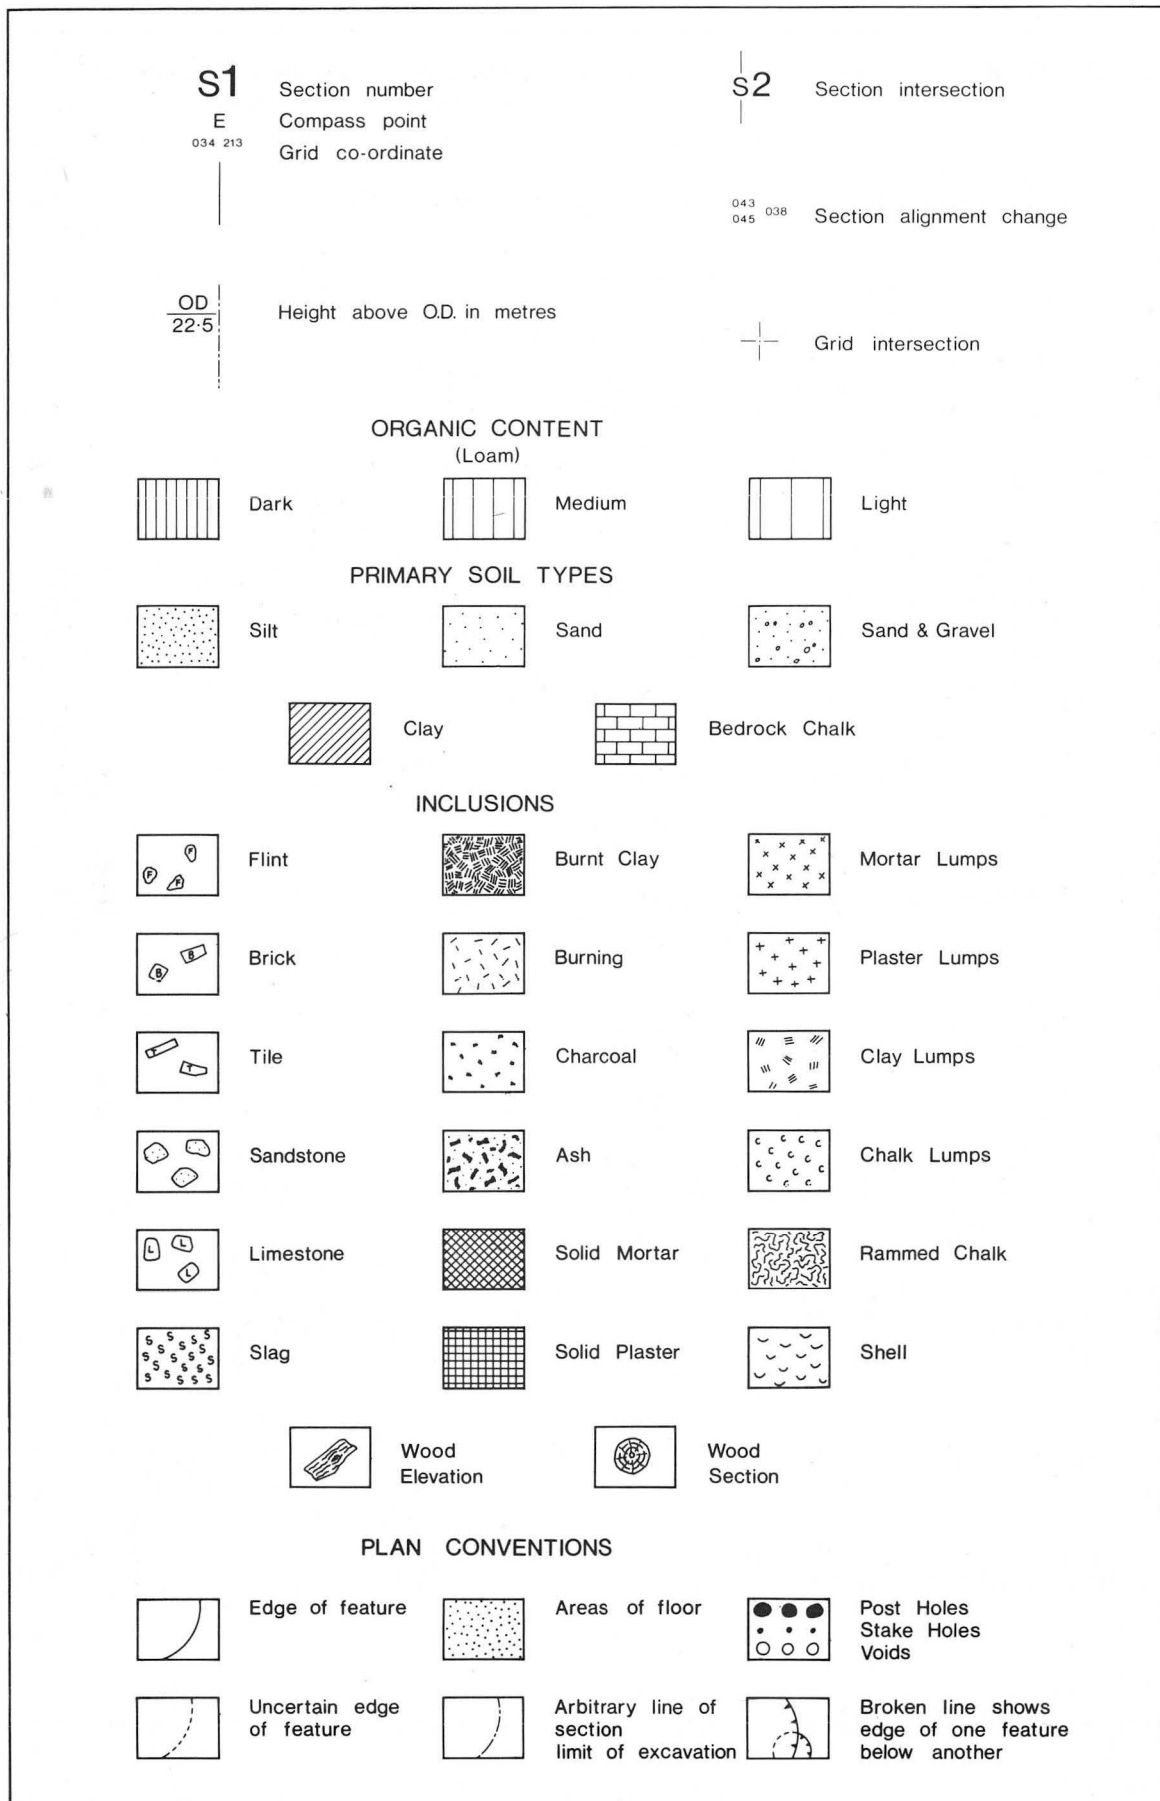 S1 Section number
E Compass point
034 213 Grid co-ordinate
S2 Section intersection
043
045 038 Section alignment change
OD
22·5 Height above O.D. in metres
Grid intersection
ORGANIC CONTENT
(Loam)
Dark Medium Light
PRIMARY SOIL TYPES
Silt Sand Sand & Gravel
Clay Bedrock Chalk
INCLUSIONS
F F F Flint Burnt Clay Mortar Lumps
B B Brick Burning Plaster Lumps
T T Tile Charcoal Clay Lumps
Sandstone Ash Chalk Lumps
L L L Limestone Solid Mortar Rammed Chalk
Slag Solid Plaster Shell
Wood
Elevation
Wood
Section
PLAN CONVENTIONS
Edge of feature
Areas of floor
Post Holes
Stake Holes
Voids
Uncertain edge
of feature
Arbitrary line of
section
limit of excavation
Broken line shows
edge of one feature
below another